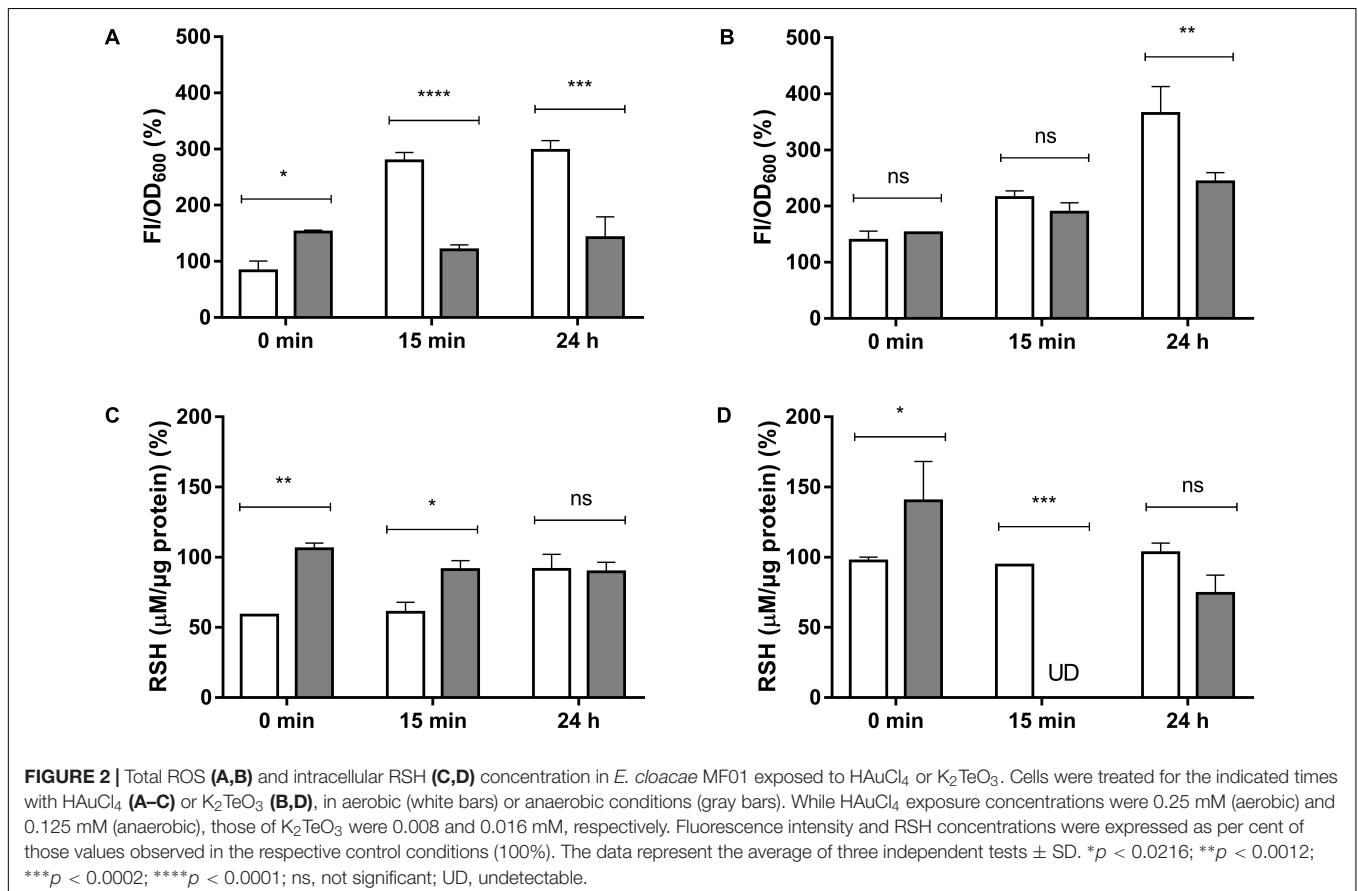 A
500
400
300
200
100
0
FI/OD600 (%)
*
****
***
0 min
15 min
24 h
B
500
400
300
200
100
0
FI/OD600 (%)
ns
ns
**
0 min
15 min
24 h
C
200
150
100
50
0
RSH (µM/µg protein) (%)
**
*
ns
0 min
15 min
24 h
D
200
150
100
50
0
RSH (µM/µg protein) (%)
*
***
UD
ns
0 min
15 min
24 h
FIGURE 2 | Total ROS (A,B) and intracellular RSH (C,D) concentration in E. cloacae MF01 exposed to HAuCl4 or K2TeO3. Cells were treated for the indicated times
with HAuCl4 (A–C) or K2TeO3 (B,D), in aerobic (white bars) or anaerobic conditions (gray bars). While HAuCl4 exposure concentrations were 0.25 mM (aerobic) and
0.125 mM (anaerobic), those of K2TeO3 were 0.008 and 0.016 mM, respectively. Fluorescence intensity and RSH concentrations were expressed as per cent of
those values observed in the respective control conditions (100%). The data represent the average of three independent tests ± SD. *p < 0.0216; **p < 0.0012;
***p < 0.0002; ****p < 0.0001; ns, not significant; UD, undetectable.